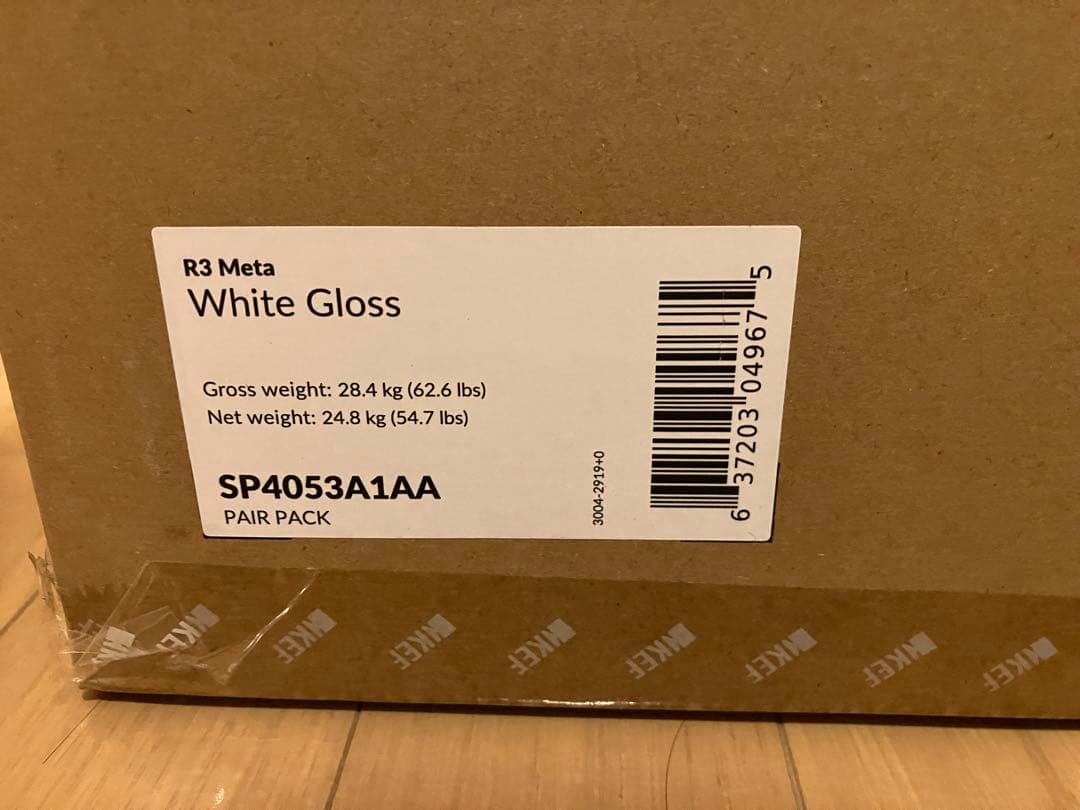 R3 Meta
White Gloss
Gross weight: 28.4 kg (62.6 lbs)
Net weight: 24.8 kg (54.7 lbs)
SP4053A1AA
PAIR PACK
3004-2919+0
6 37203 04967 5
KEF
KEF
KEF
KEF
KEF
KEF
KEF
KEF